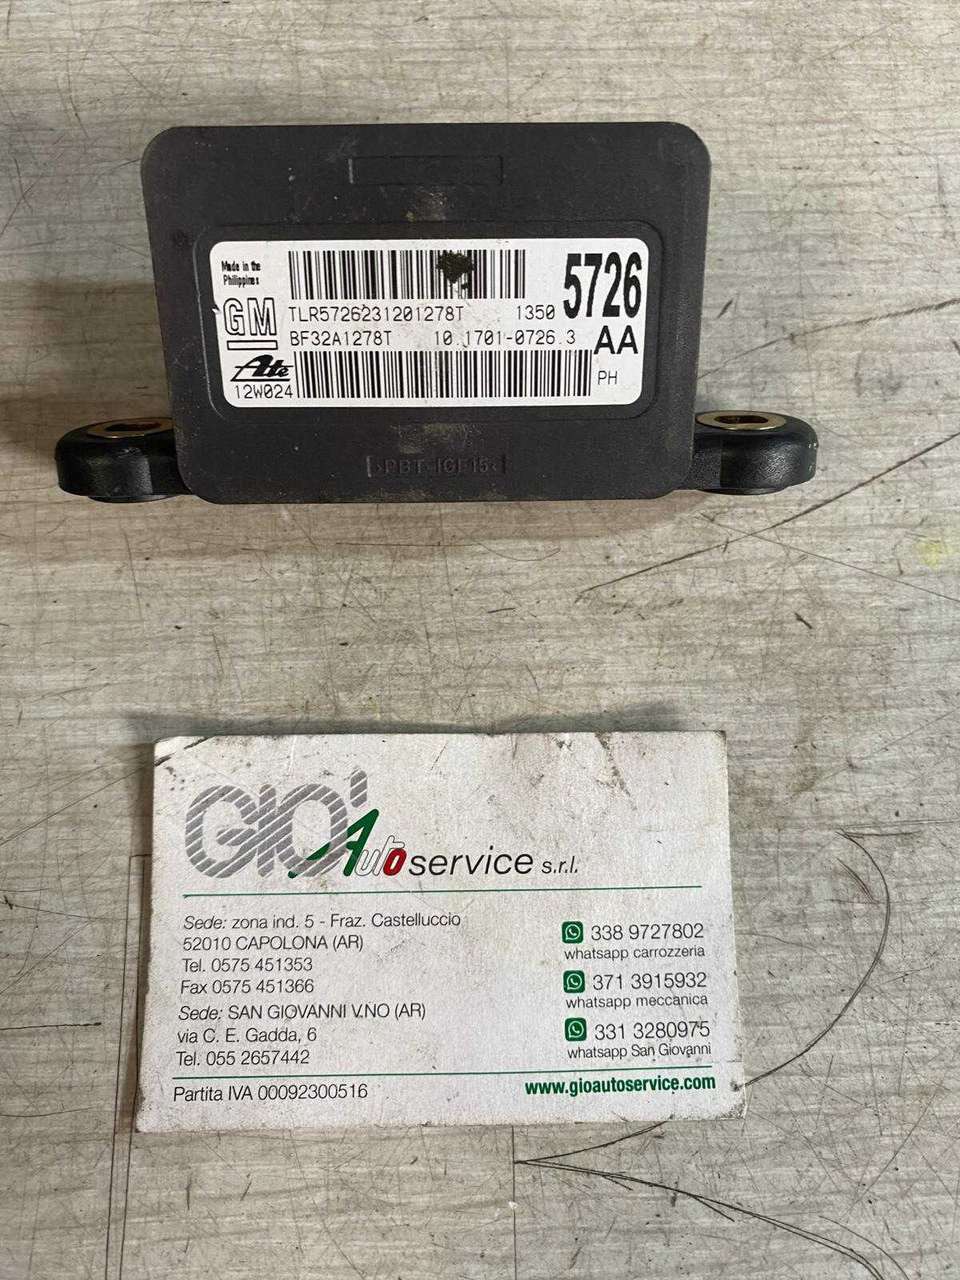 Made in the
Philippines
GM
TLR5726231201278T 1350
5726
BF32A1278T 10.1701-0726.3
AA
Ate
12W024
PH
>PBT-GF15<
GIO' Autoservice s.r.l.
Sede: zona ind. 5 - Fraz. Castelluccio
52010 CAPOLONA (AR)
Tel. 0575 451353
Fax 0575 451366
Sede: SAN GIOVANNI V.NO (AR)
via C. E. Gadda, 6
Tel. 055 2657442
338 9727802
whatsapp carrozzeria
371 3915932
whatsapp meccanica
331 3280975
whatsapp San Giovanni
Partita IVA 00092300516
www.gioautoservice.com